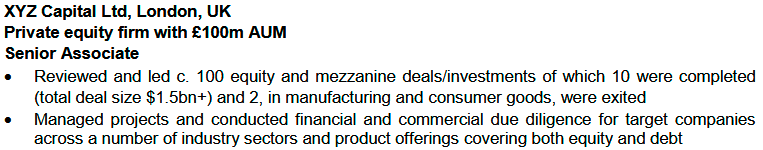 XYZ Capital Ltd, London, UK
Private equity firm with £100m AUM
Senior Associate
• Reviewed and led c. 100 equity and mezzanine deals/investments of which 10 were completed
(total deal size $1.5bn+) and 2, in manufacturing and consumer goods, were exited
• Managed projects and conducted financial and commercial due diligence for target companies
across a number of industry sectors and product offerings covering both equity and debt